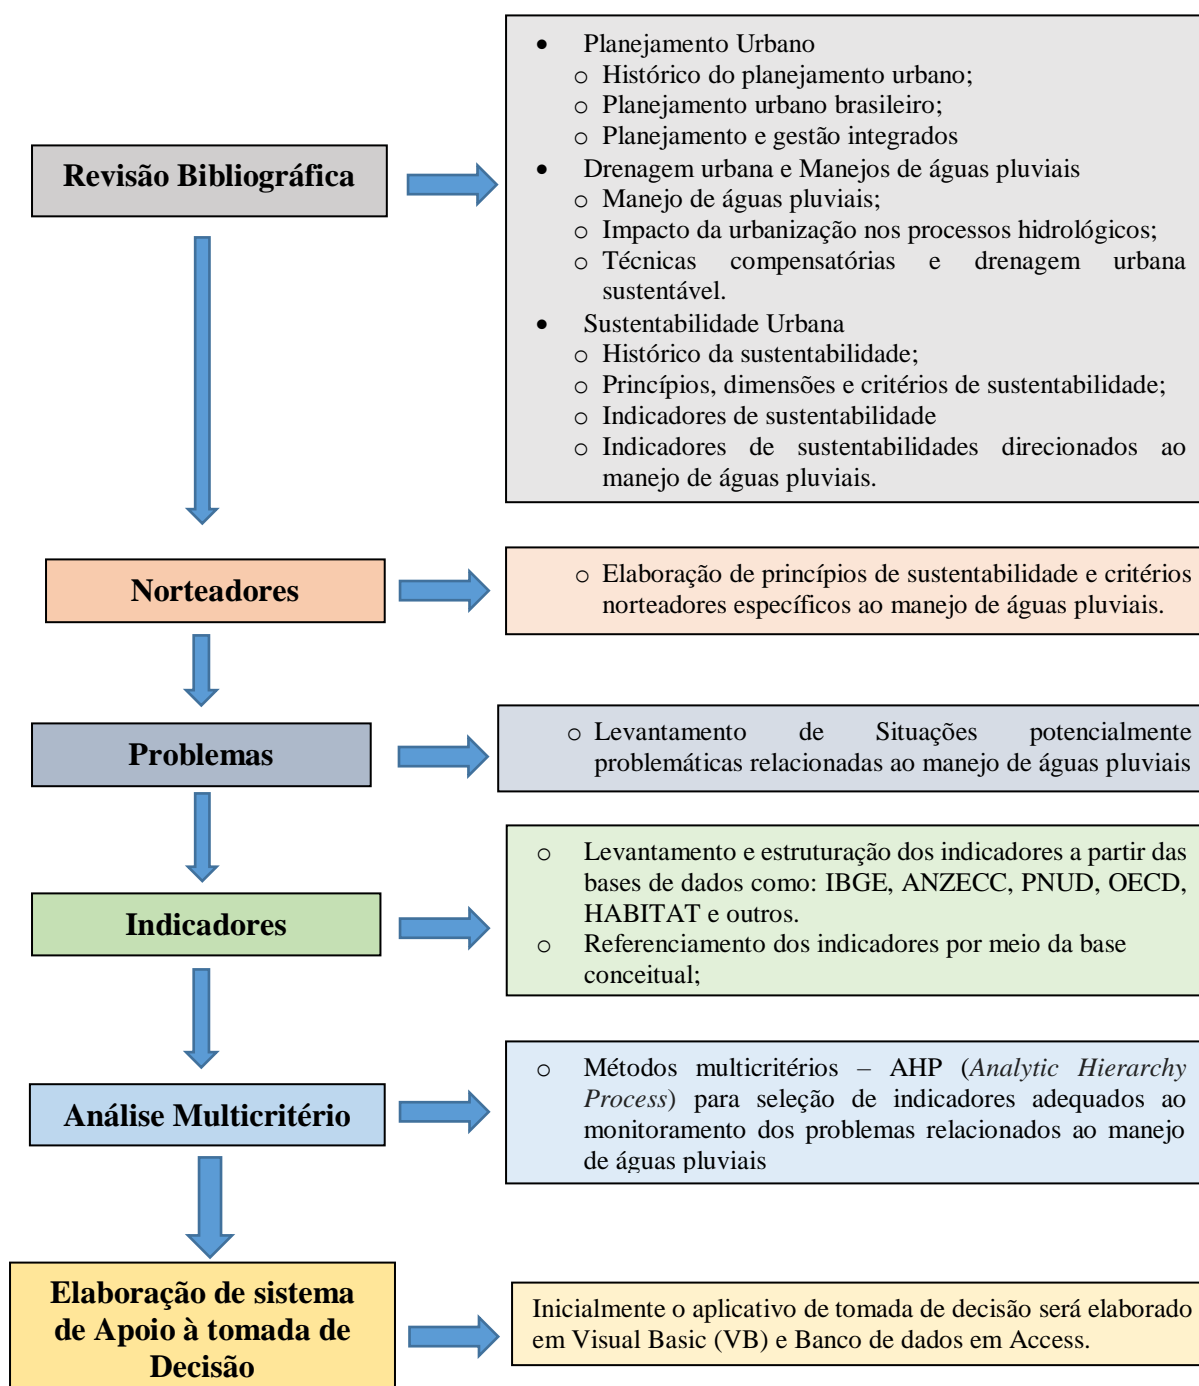 Revisão Bibliográfica
• Planejamento Urbano
o Histórico do planejamento urbano;
o Planejamento urbano brasileiro;
o Planejamento e gestão integrados
• Drenagem urbana e Manejos de águas pluviais
o Manejo de águas pluviais;
o Impacto da urbanização nos processos hidrológicos;
o Técnicas compensatórias e drenagem urbana
sustentável.
• Sustentabilidade Urbana
o Histórico da sustentabilidade;
o Princípios, dimensões e critérios de sustentabilidade;
o Indicadores de sustentabilidade
o Indicadores de sustentabilidades direcionados ao
manejo de águas pluviais.
Norteadores
o Elaboração de princípios de sustentabilidade e critérios
norteadores específicos ao manejo de águas pluviais.
Problemas
o Levantamento de Situações potencialmente
problemáticas relacionadas ao manejo de águas pluviais
Indicadores
o Levantamento e estruturação dos indicadores a partir das
bases de dados como: IBGE, ANZECC, PNUD, OECD,
HABITAT e outros.
o Referenciamento dos indicadores por meio da base
conceitual;
Análise Multicritério
o Métodos multicritérios – AHP (Analytic Hierarchy
Process) para seleção de indicadores adequados ao
monitoramento dos problemas relacionados ao manejo
de águas pluviais
Elaboração de sistema
de Apoio à tomada de
Decisão
Inicialmente o aplicativo de tomada de decisão será elaborado
em Visual Basic (VB) e Banco de dados em Access.